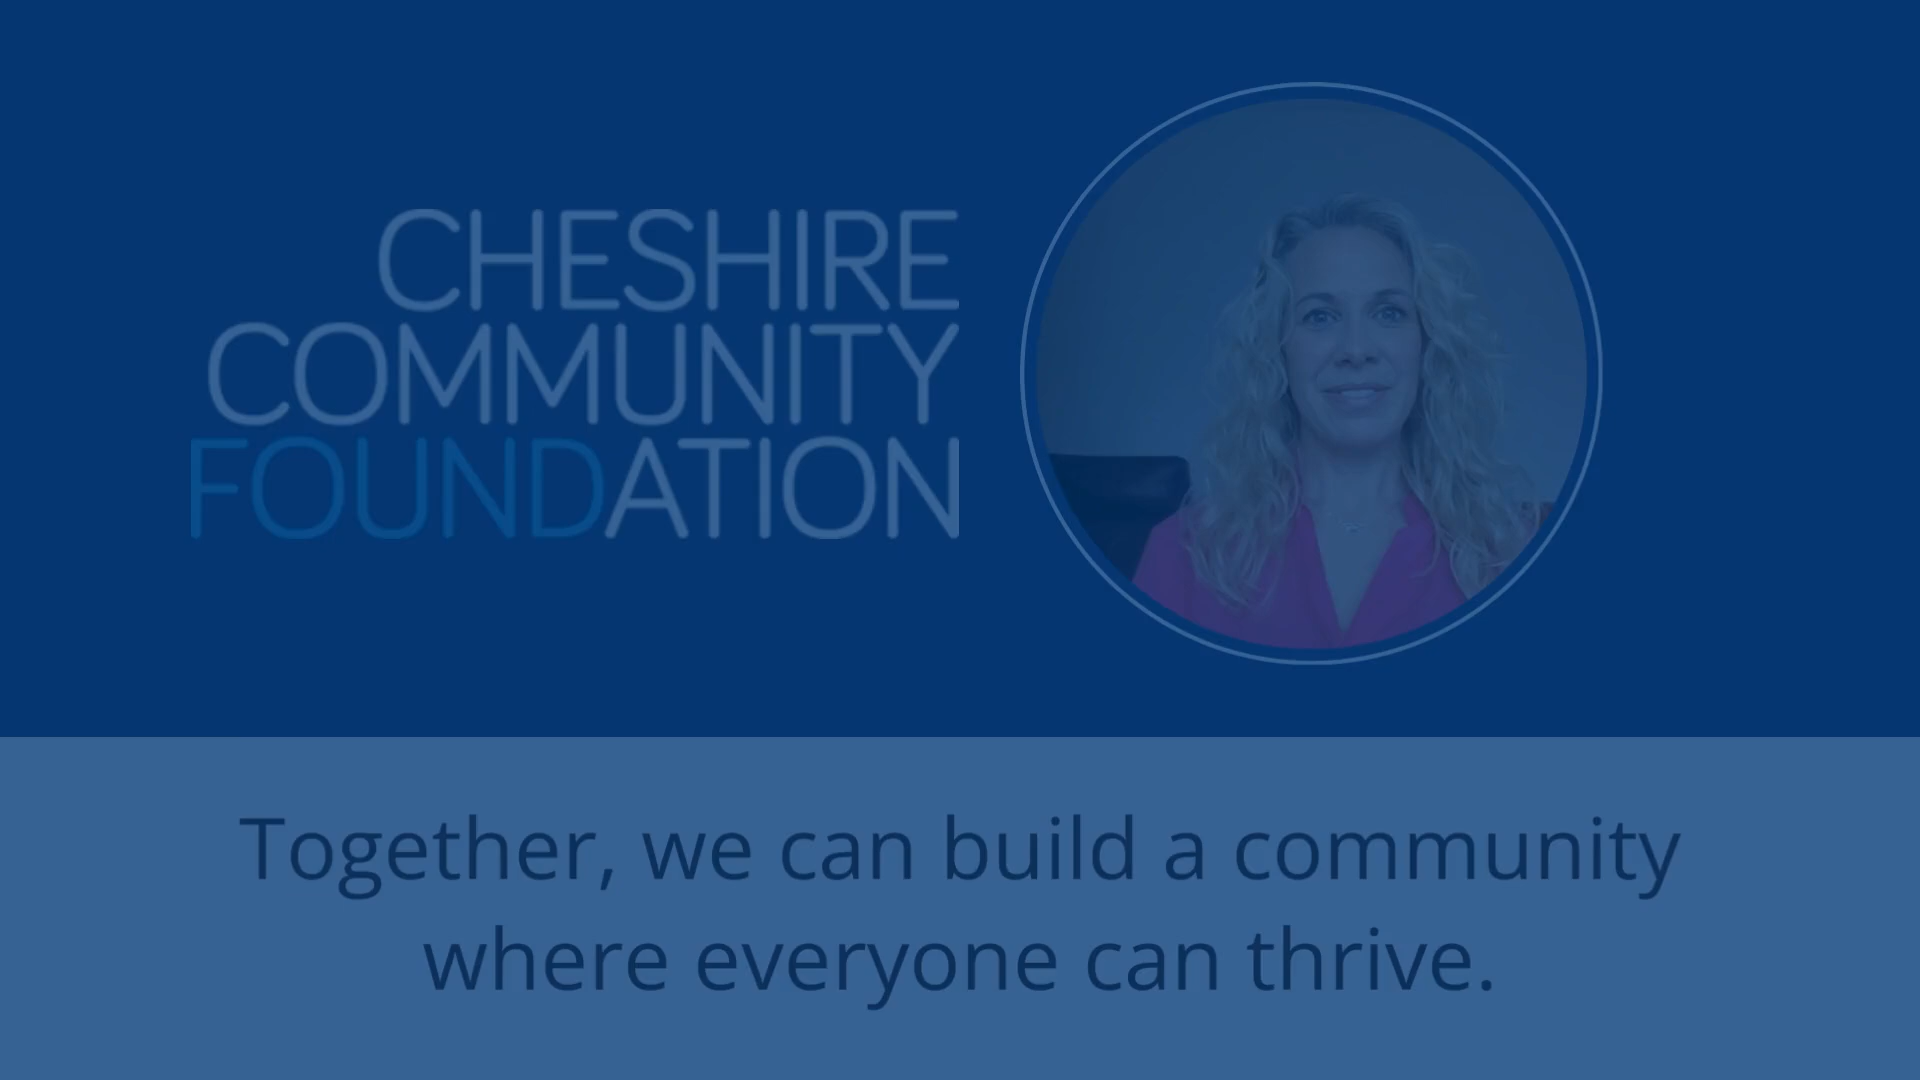 CHESHIRE
COMMUNITY
FOUNDATION
Together, we can build a community
where everyone can thrive.